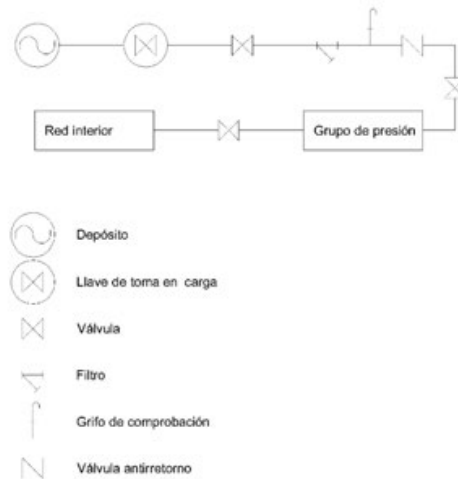 Red interior
Grupo de presión
Depósito
Llave de toma en carga
Válvula
Filtro
Grifo de comprobación
Válvula antirretorno